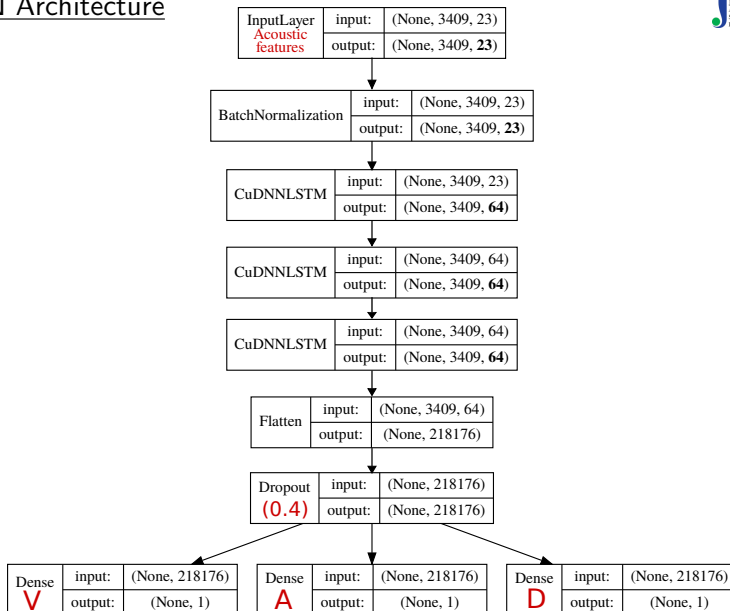 N Architecture
InputLayer
Acoustic
features
input: (None, 3409, 23)
output: (None, 3409, 23)
BatchNormalization
input: (None, 3409, 23)
output: (None, 3409, 23)
CuDNNLSTM
input: (None, 3409, 23)
output: (None, 3409, 64)
CuDNNLSTM
input: (None, 3409, 64)
output: (None, 3409, 64)
CuDNNLSTM
input: (None, 3409, 64)
output: (None, 3409, 64)
Flatten
input: (None, 3409, 64)
output: (None, 218176)
Dropout
(0.4)
input: (None, 218176)
output: (None, 218176)
Dense
V
input: (None, 218176)
output: (None, 1)
Dense
A
input: (None, 218176)
output: (None, 1)
Dense
D
input: (None, 218176)
output: (None, 1)